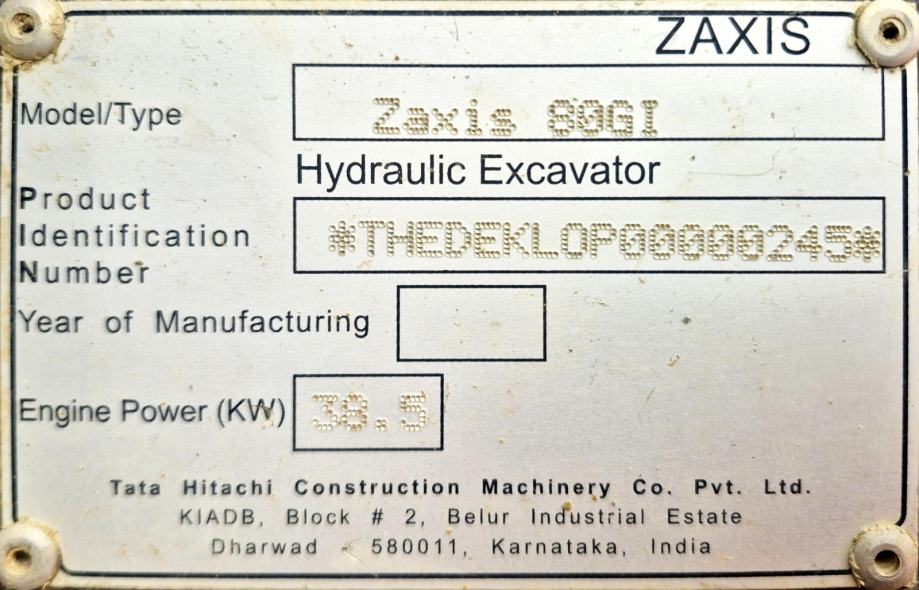 ZAXIS
Model/Type Zaxis 80GI
Hydraulic Excavator
Product
Identification
Number
*THEDEKLOP00000245*
Year of Manufacturing
Engine Power (KW) 38.5
Tata Hitachi Construction Machinery Co. Pvt. Ltd.
KIADB, Block # 2, Belur Industrial Estate
Dharwad - 580011, Karnataka, India